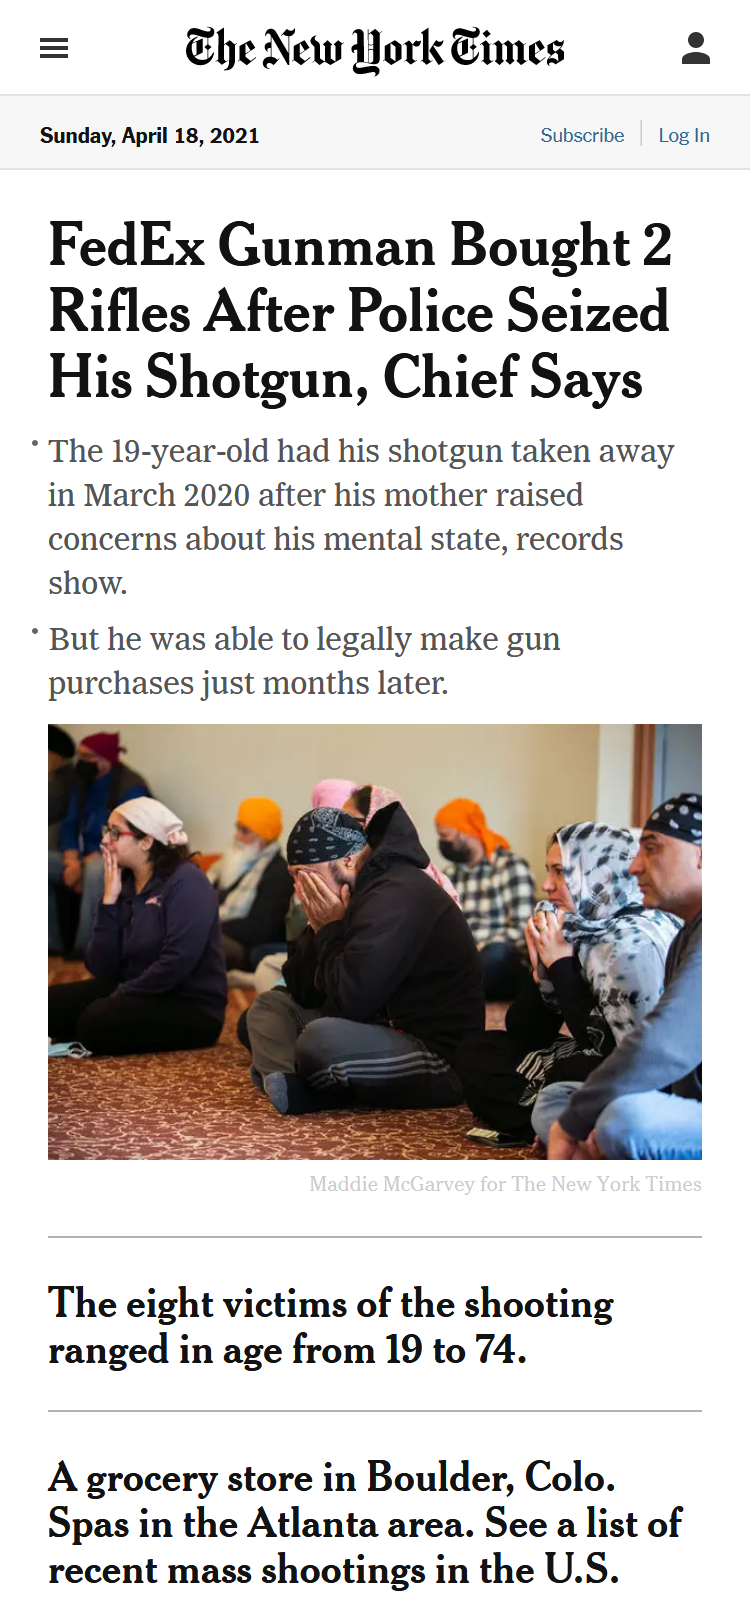 The New York Times
Sunday, April 18, 2021
Subscribe
Log In
FedEx Gunman Bought 2
Rifles After Police Seized
His Shotgun, Chief Says
• The 19-year-old had his shotgun taken away
in March 2020 after his mother raised
concerns about his mental state, records
show.
• But he was able to legally make gun
purchases just months later.
Maddie McGarvey for The New York Times
The eight victims of the shooting
ranged in age from 19 to 74.
A grocery store in Boulder, Colo.
Spas in the Atlanta area. See a list of
recent mass shootings in the U.S.